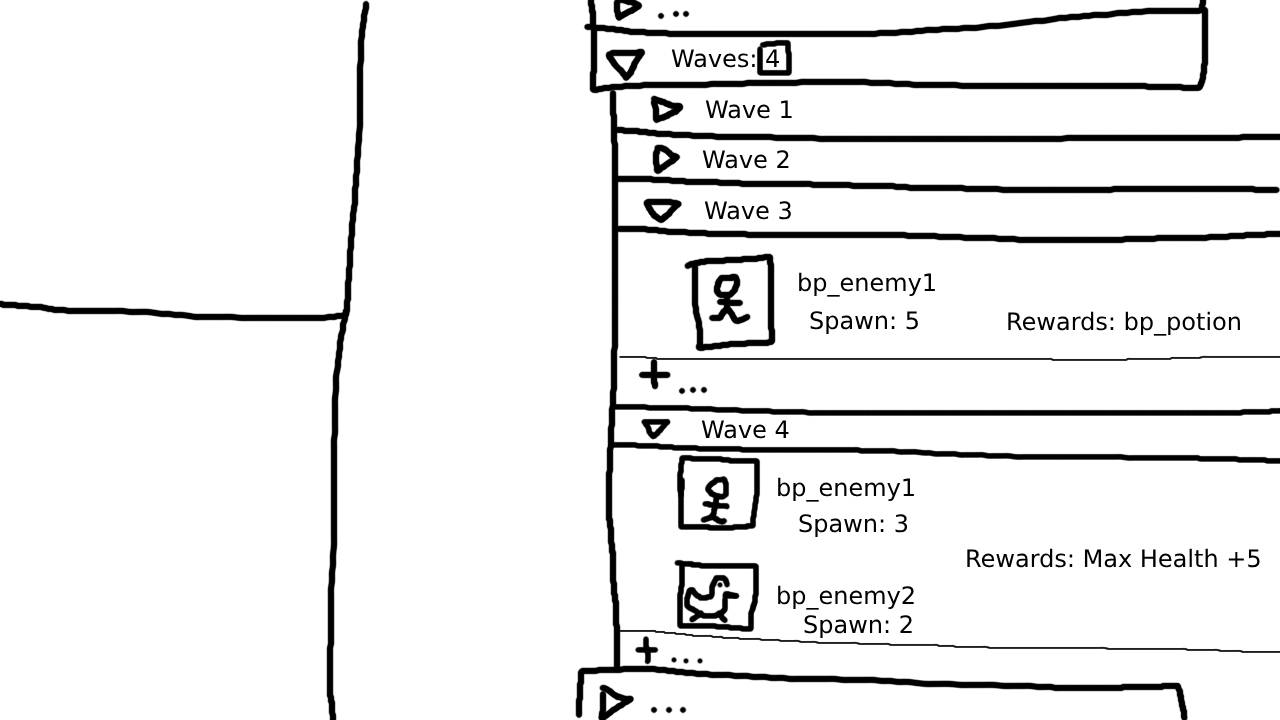 ...
Waves: 4
Wave 1
Wave 2
Wave 3
bp_enemy1
Spawn: 5
Rewards: bp_potion
+ ...
Wave 4
bp_enemy1
Spawn: 3
Rewards: Max Health +5
bp_enemy2
Spawn: 2
+ ...
...